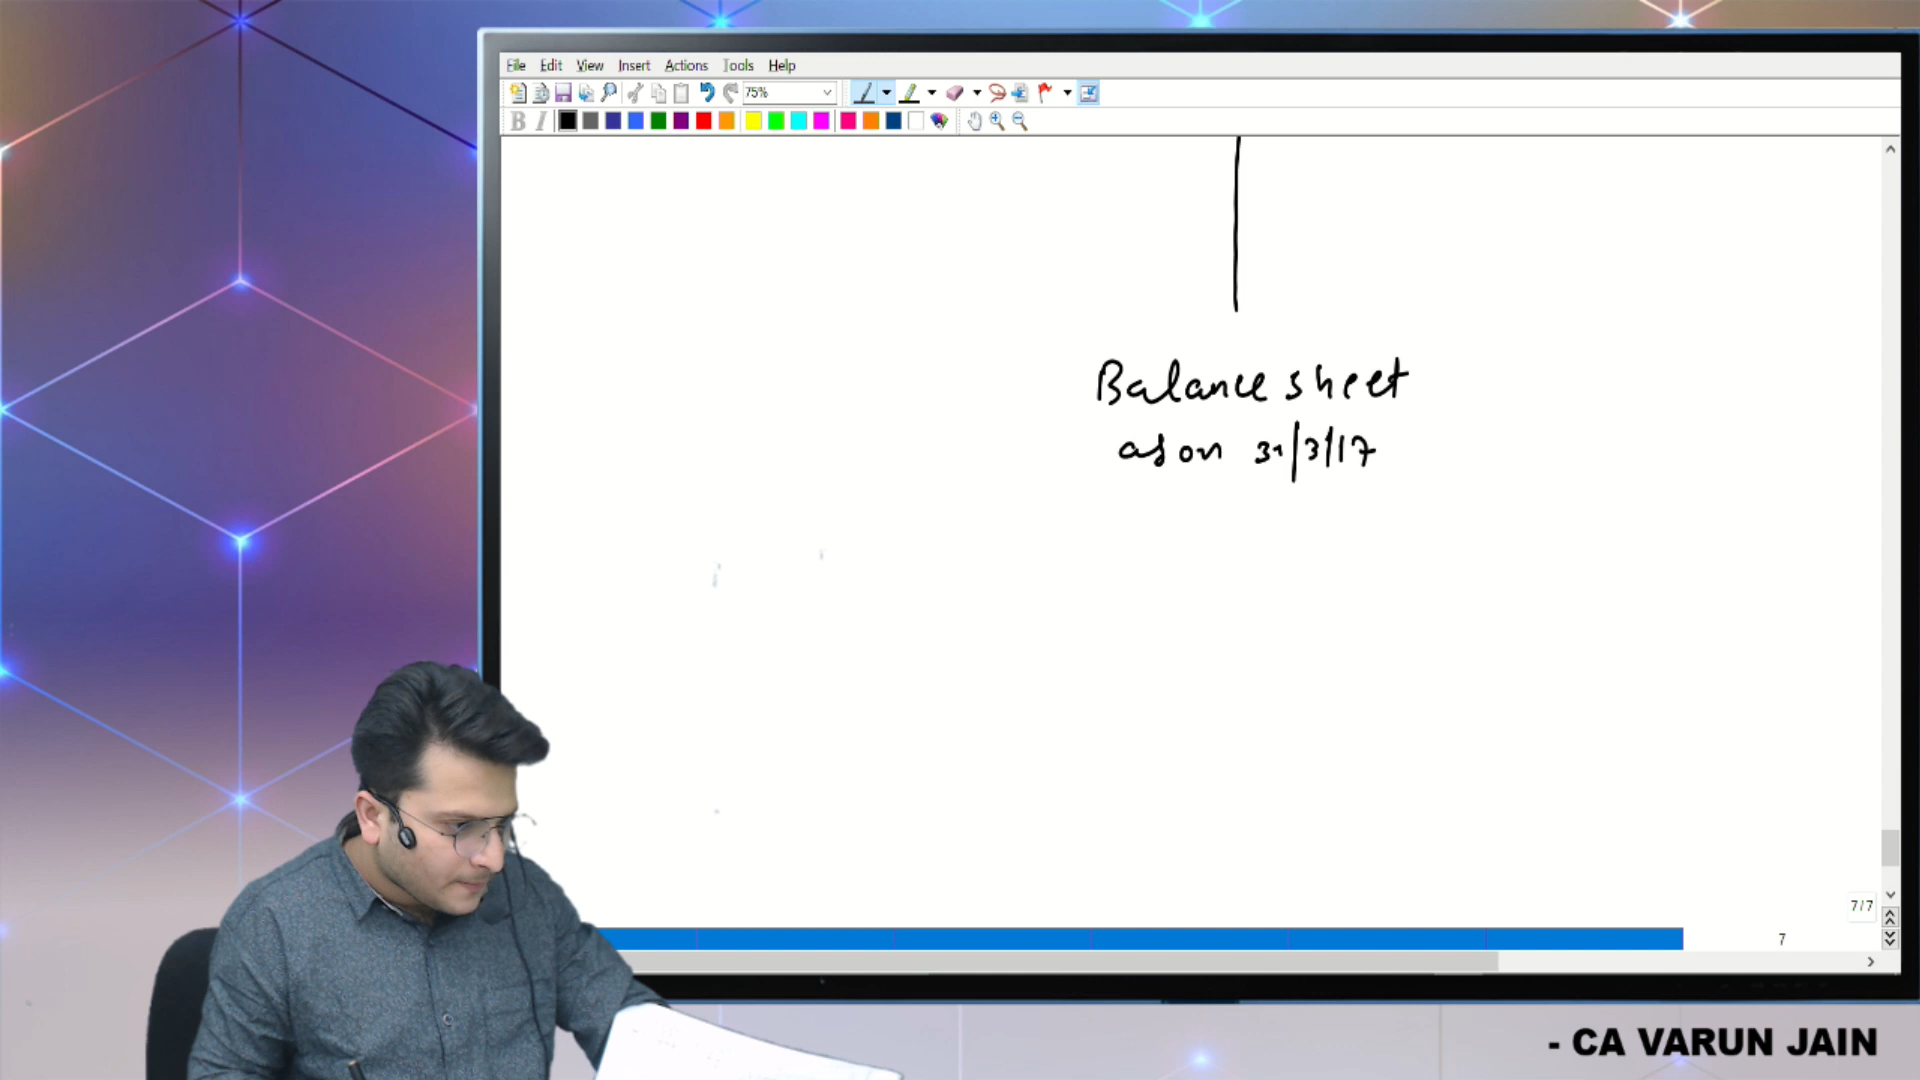 File Edit View Insert Actions Tools Help
75%
B I
Balance sheet
as on 31/3/17
7/7
7
- CA VARUN JAIN